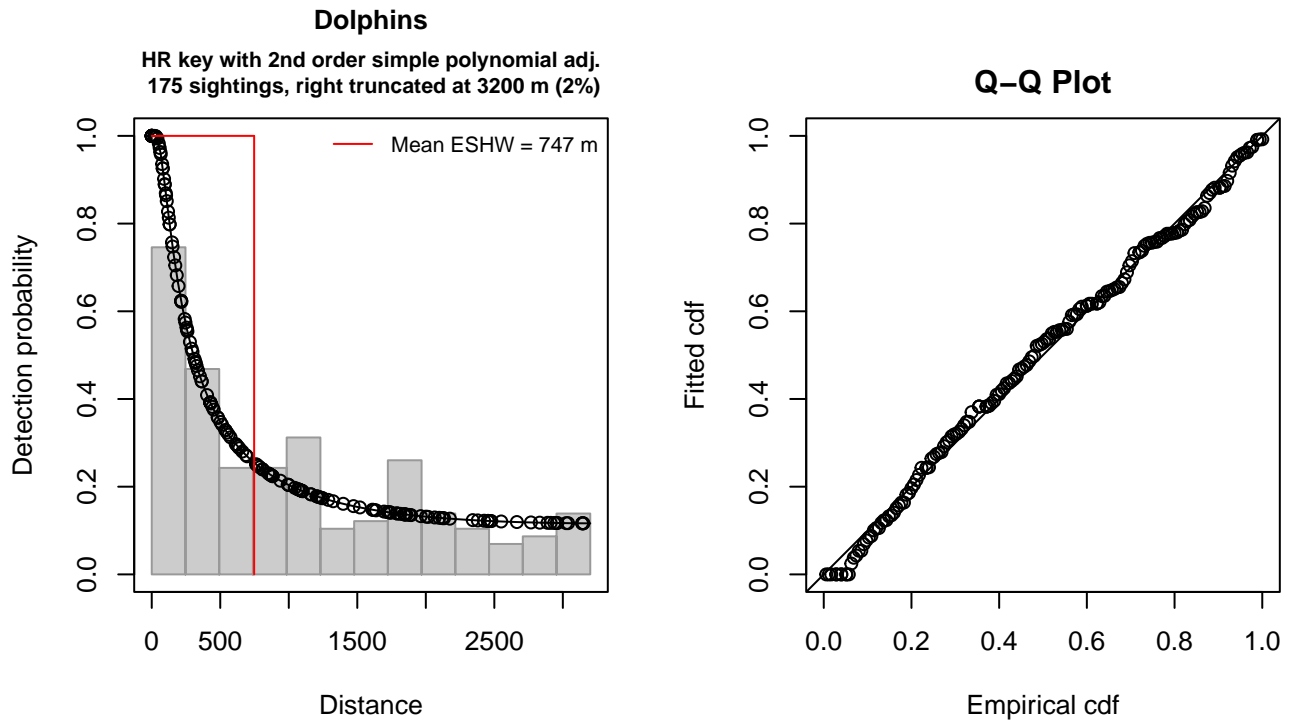 Dolphins
HR key with 2nd order simple polynomial adj.
175 sightings, right truncated at 3200 m (2%)
Mean ESHW = 747 m
Detection probability
0.0 0.2 0.4 0.6 0.8 1.0
0 500 1500 2500
Distance
Q−Q Plot
Fitted cdf
0.0 0.2 0.4 0.6 0.8 1.0
0.0 0.2 0.4 0.6 0.8 1.0
Empirical cdf